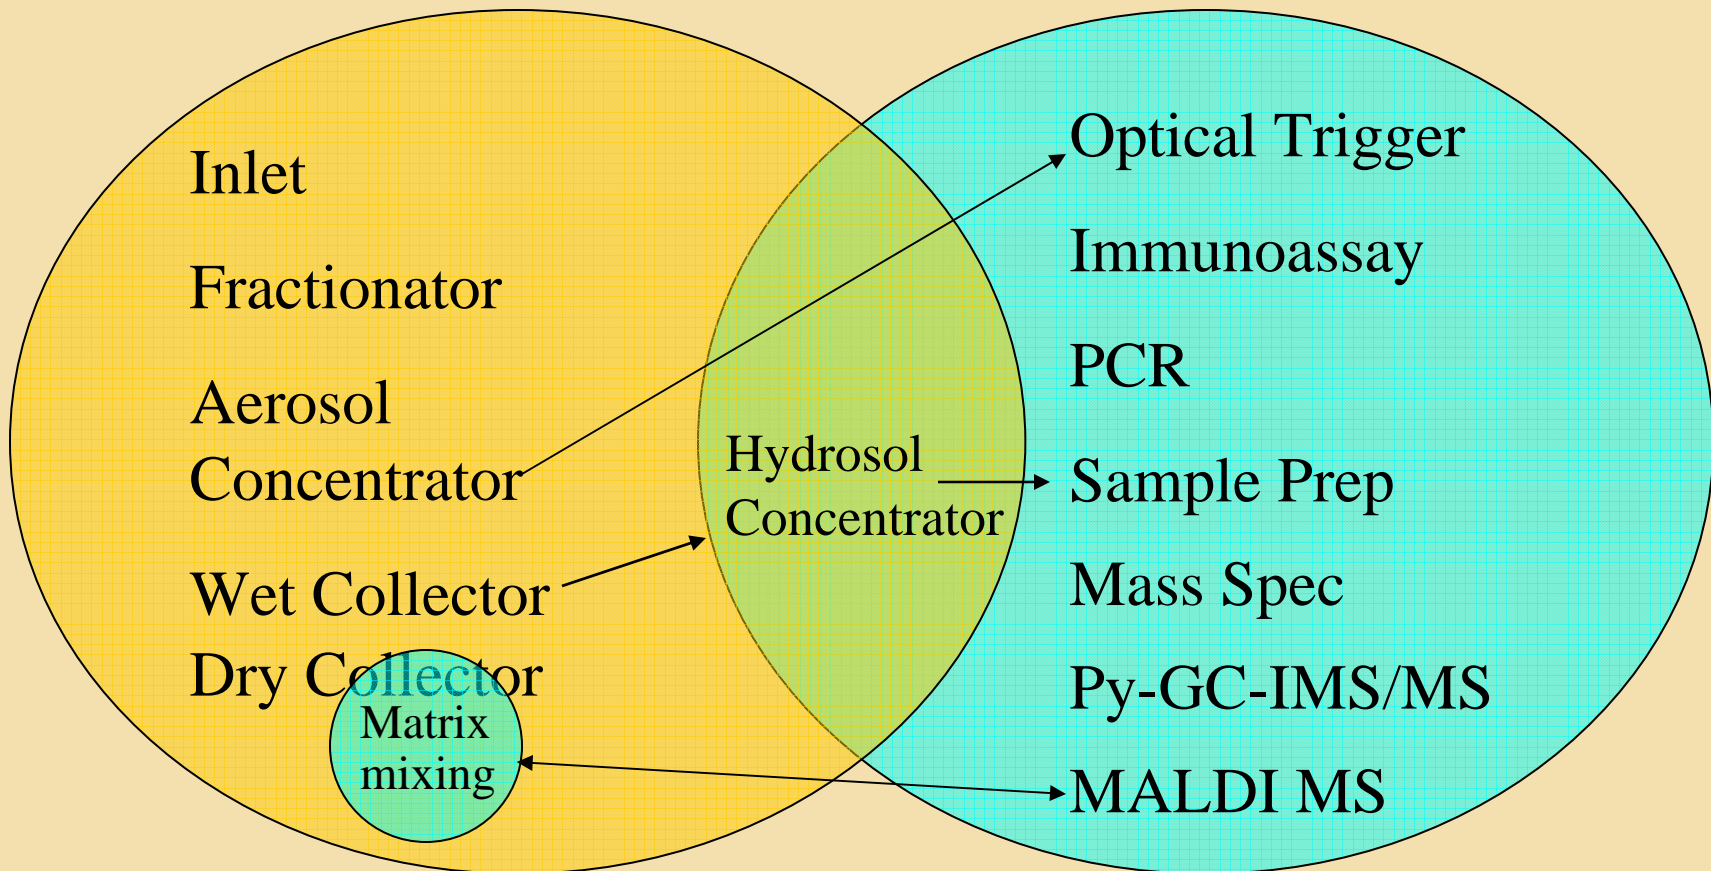 Inlet
Fractionator
Aerosol
Concentrator
Wet Collector
Dry Collector
Matrix
mixing
Hydrosol
Concentrator
Optical Trigger
Immunoassay
PCR
Sample Prep
Mass Spec
Py-GC-IMS/MS
MALDI MS